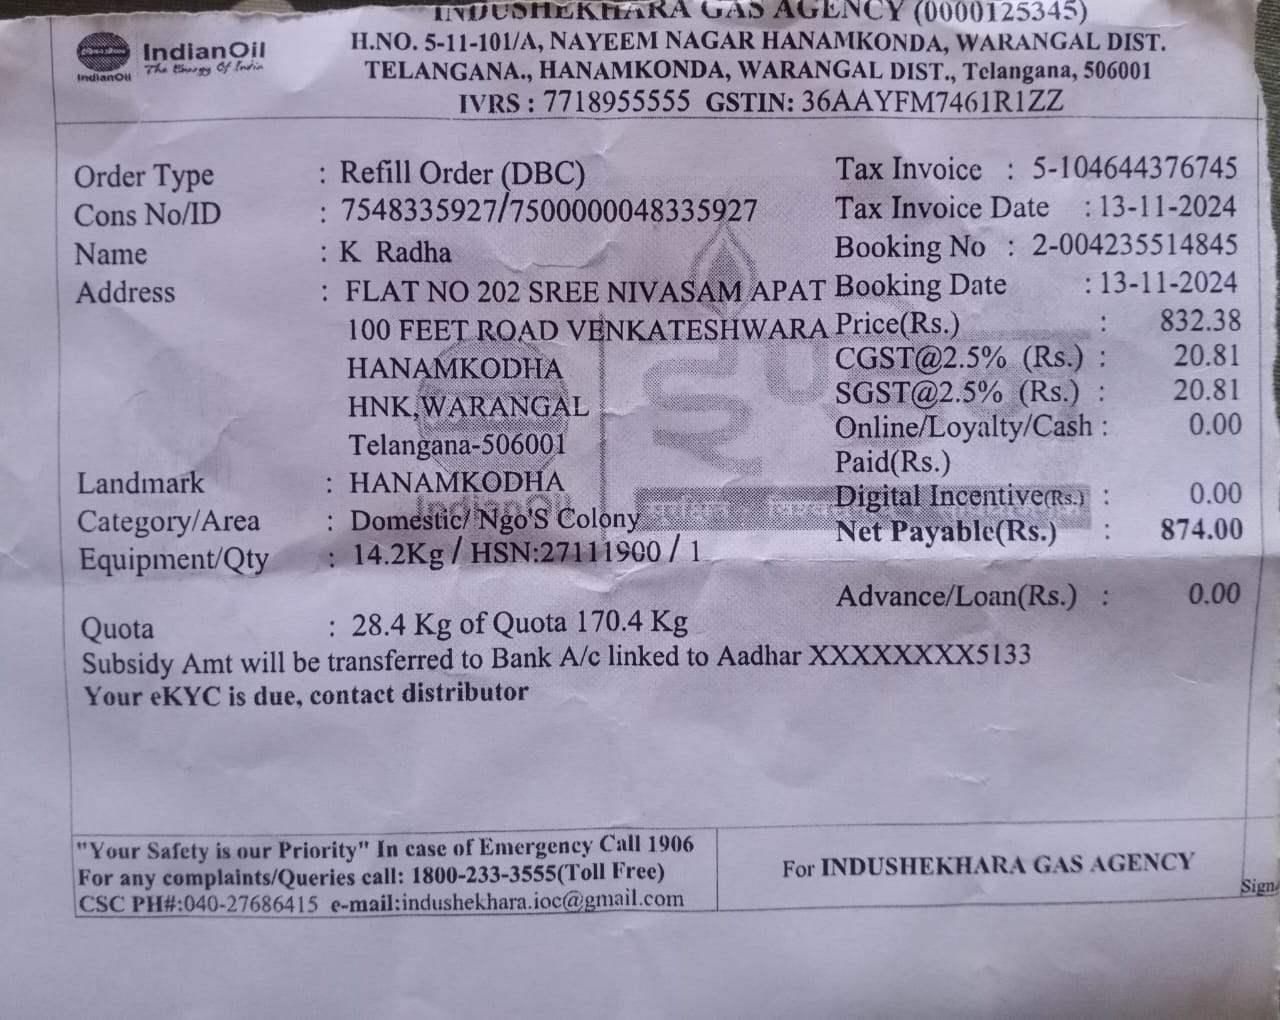 INDUSHEKHARA GAS AGENCY (0000125345)
IndianOil
The Energy Of India
IndianOil
H.NO. 5-11-101/A, NAYEEM NAGAR HANAMKONDA, WARANGAL DIST.
TELANGANA., HANAMKONDA, WARANGAL DIST., Telangana, 506001
IVRS : 7718955555 GSTIN: 36AAYFM7461R1ZZ
Order Type : Refill Order (DBC)
Cons No/ID : 7548335927/7500000048335927
Name : K Radha
Address : FLAT NO 202 SREE NIVASAM APAT
100 FEET ROAD VENKATESHWARA
HANAMKODHA
HNK,WARANGAL
Telangana-506001
Landmark : HANAMKODHA
Category/Area : Domestic/ Ngo'S Colony
Equipment/Qty : 14.2Kg / HSN:27111900 / 1
Tax Invoice : 5-104644376745
Tax Invoice Date : 13-11-2024
Booking No : 2-004235514845
Booking Date : 13-11-2024
Price(Rs.) : 832.38
CGST@2.5% (Rs.) : 20.81
SGST@2.5% (Rs.) : 20.81
Online/Loyalty/Cash : 0.00
Paid(Rs.)
Digital Incentive(Rs.) : 0.00
Net Payable(Rs.) : 874.00
Advance/Loan(Rs.) : 0.00
Quota : 28.4 Kg of Quota 170.4 Kg
Subsidy Amt will be transferred to Bank A/c linked to Aadhar XXXXXXXX5133
Your eKYC is due, contact distributor
IndianOil
"Your Safety is our Priority" In case of Emergency Call 1906
For any complaints/Queries call: 1800-233-3555(Toll Free)
CSC PH#:040-27686415 e-mail:indushekhara.ioc@gmail.com
For INDUSHEKHARA GAS AGENCY
Sign